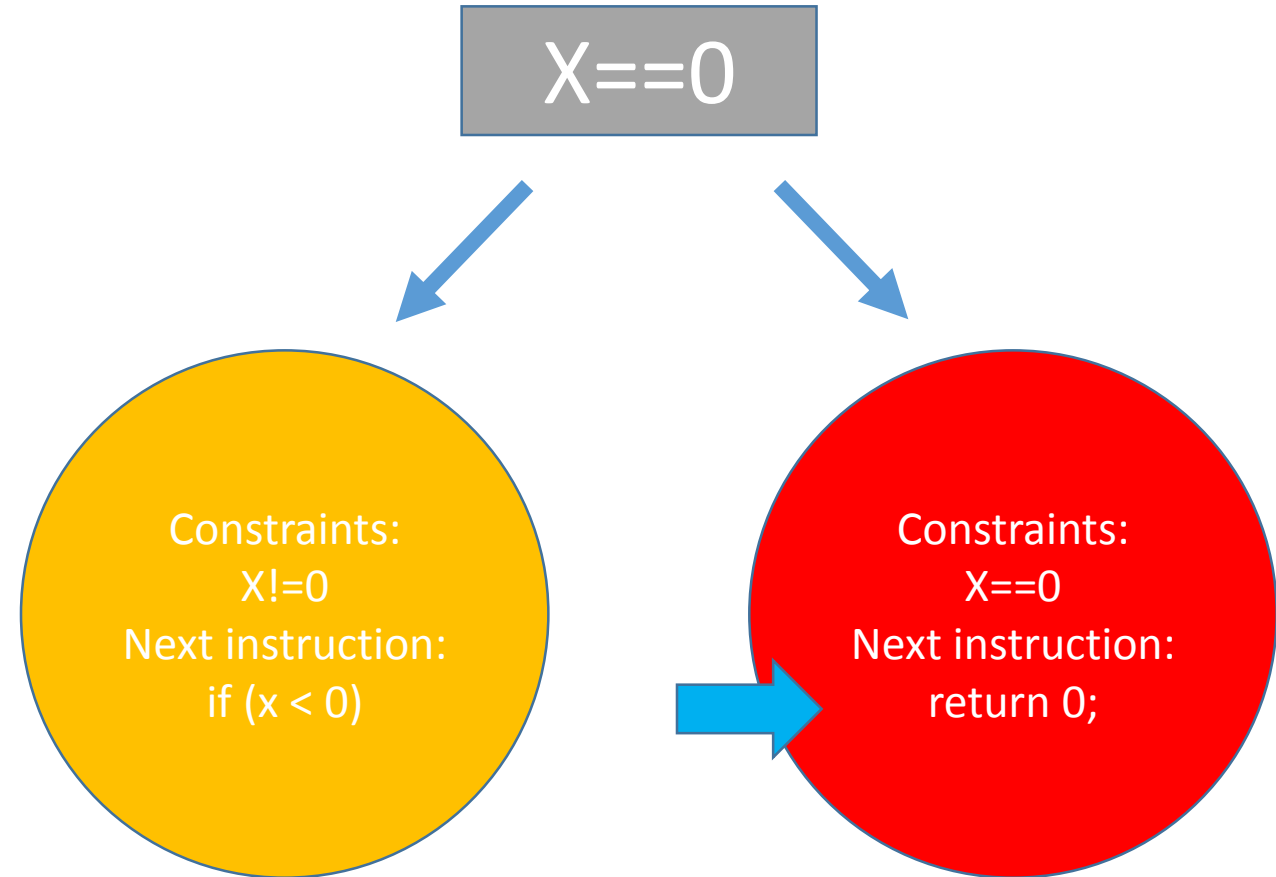 X==0
Constraints:
X!=0
Next instruction:
if (x < 0)
Constraints:
X==0
Next instruction:
return 0;